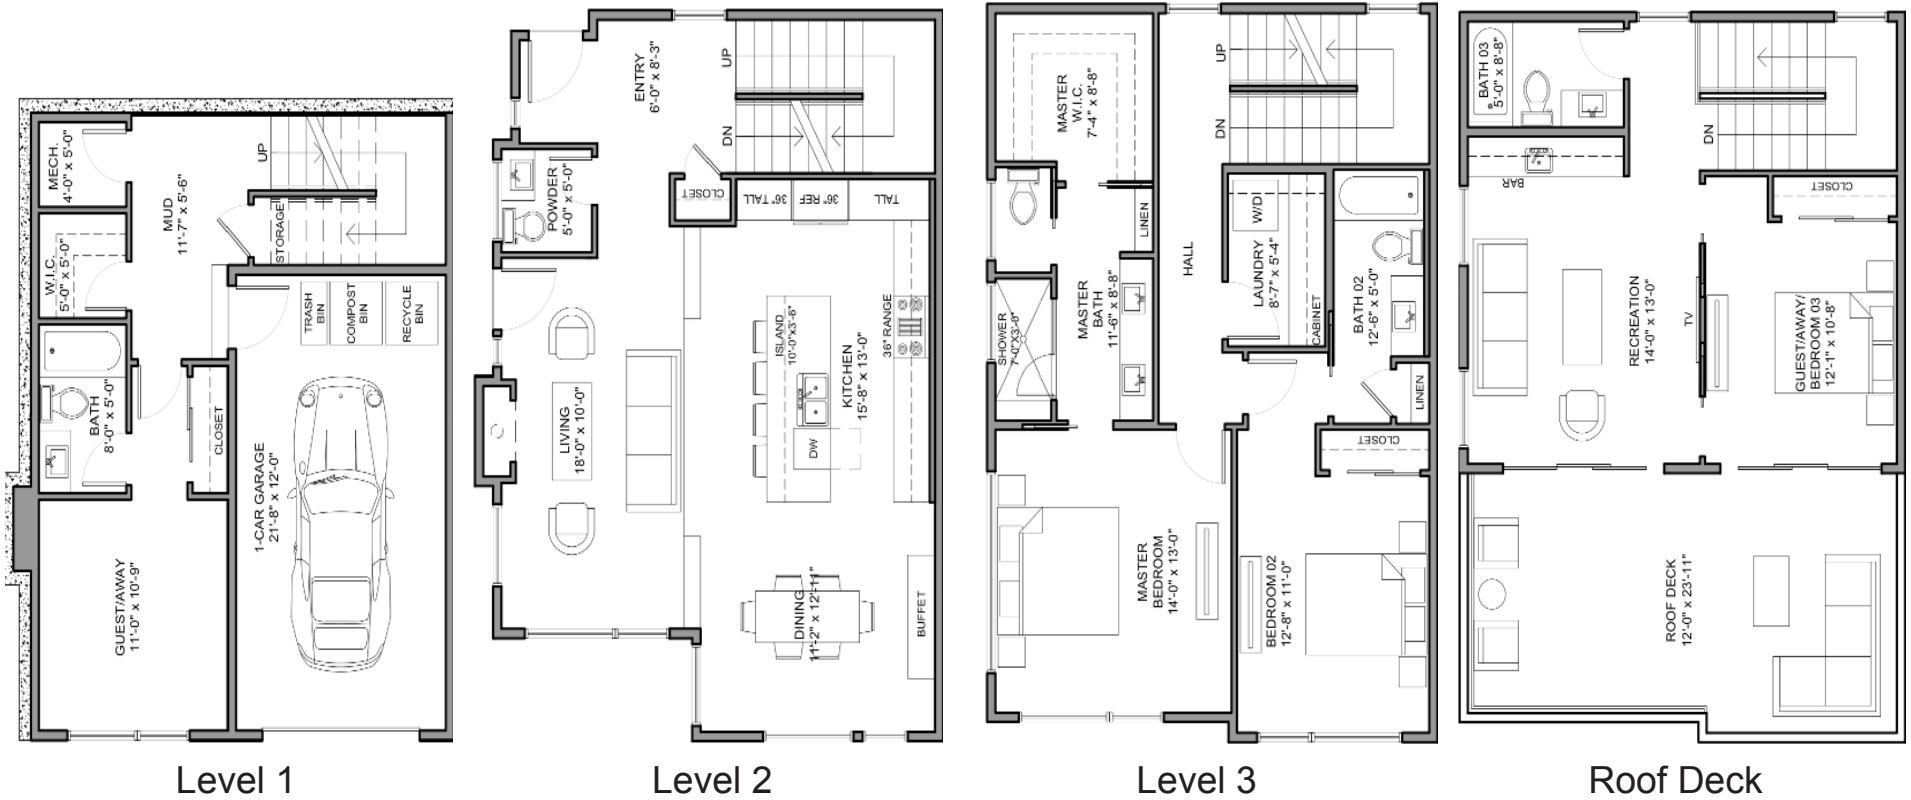 MECH.
4'-0" x 5'-0"
UP
MUD
11'-7" x 5'-6"
STORAGE
W.I.C.
5'-0" x 5'-0"
TRASH
BIN
COMPOST
BIN
RECYCLE
BIN
BATH
8'-0" x 5'-0"
CLOSET
1-CAR GARAGE
21'-8" x 12'-0"
GUEST/AWAY
11'-0" x 10'-9"
Level 1
ENTRY
6'-0" x 8'-3"
UP
DN
POWDER
5'-0" x 5'-0"
CLOSET
36" TALL
36" REF
TALL
ISLAND
10'-0"x3'-6"
36" RANGE
KITCHEN
15'-8" x 13'-0"
LIVING
18'-0" x 10'-0"
DW
DINING
11'-2" x 12'-11"
BUFFET
Level 2
MASTER
W.I.C.
7'-4" x 8'-8"
UP
DN
LINEN
HALL
W/D
LAUNDRY
8'-7" x 5'-4"
CABINET
BATH 02
12'-6" x 5'-0"
SHOWER
7'-0"x3'-0"
MASTER
BATH
11'-6" x 8'-8"
LINEN
CLOSET
MASTER
BEDROOM
14'-0" x 13'-0"
BEDROOM 02
12'-8" x 11'-0"
Level 3
BATH 03
5'-0" x 8'-8"
DN
BAR
CLOSET
RECREATION
14'-0" x 13'-0"
TV
GUEST/AWAY/
BEDROOM 03
12'-1" x 10'-8"
ROOF DECK
12'-0" x 23'-11"
Roof Deck